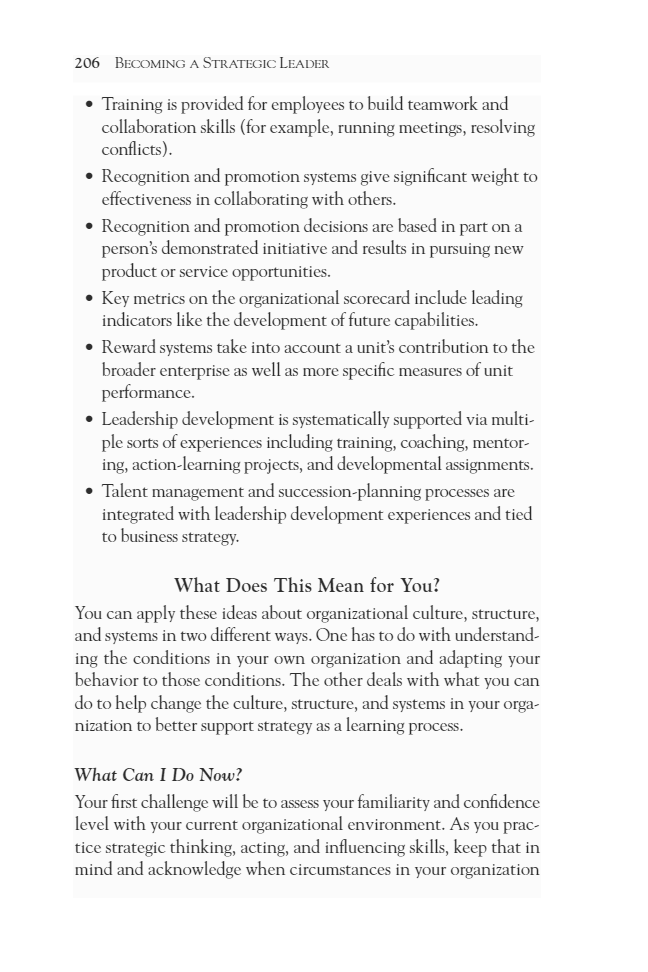 206 BECOMING A STRATEGIC LEADER
• Training is provided for employees to build teamwork and
collaboration skills (for example, running meetings, resolving
conflicts).
• Recognition and promotion systems give significant weight to
effectiveness in collaborating with others.
• Recognition and promotion decisions are based in part on a
person’s demonstrated initiative and results in pursuing new
product or service opportunities.
• Key metrics on the organizational scorecard include leading
indicators like the development of future capabilities.
• Reward systems take into account a unit’s contribution to the
broader enterprise as well as more specific measures of unit
performance.
• Leadership development is systematically supported via multi-
ple sorts of experiences including training, coaching, mentor-
ing, action-learning projects, and developmental assignments.
• Talent management and succession-planning processes are
integrated with leadership development experiences and tied
to business strategy.
What Does This Mean for You?
You can apply these ideas about organizational culture, structure,
and systems in two different ways. One has to do with understand-
ing the conditions in your own organization and adapting your
behavior to those conditions. The other deals with what you can
do to help change the culture, structure, and systems in your orga-
nization to better support strategy as a learning process.
What Can I Do Now?
Your first challenge will be to assess your familiarity and confidence
level with your current organizational environment. As you prac-
tice strategic thinking, acting, and influencing skills, keep that in
mind and acknowledge when circumstances in your organization